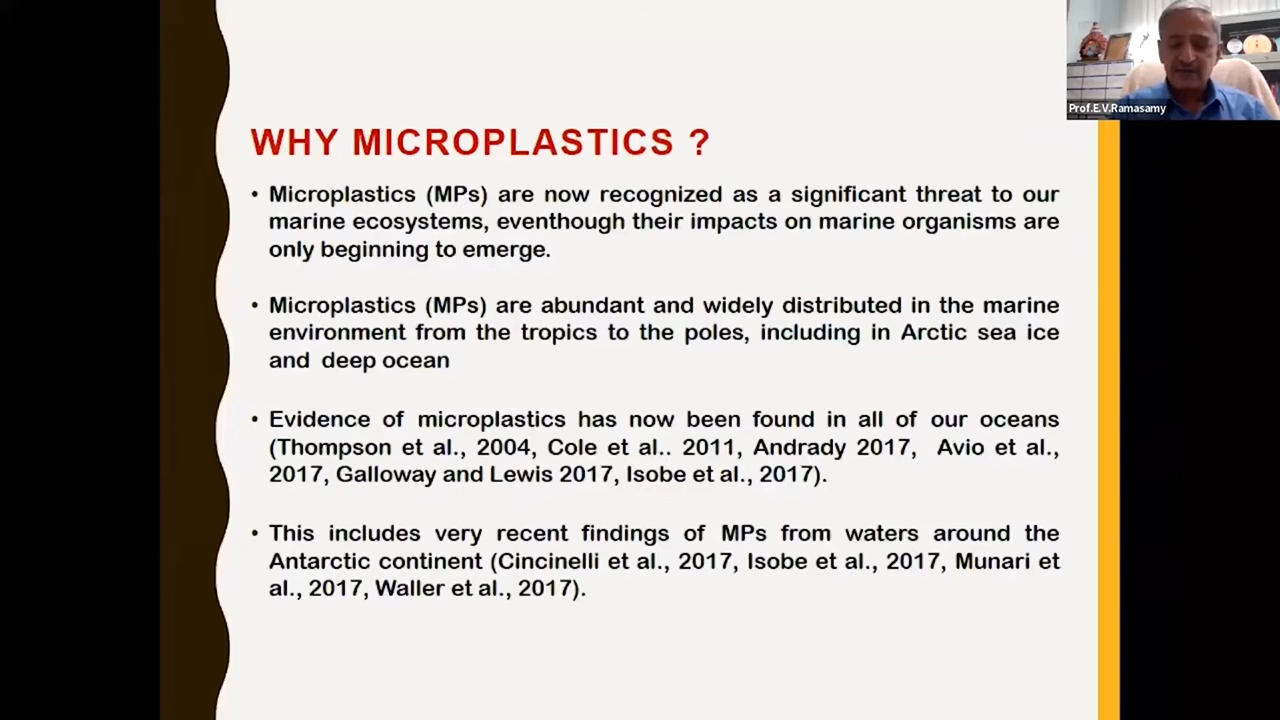 Prof.E.V.Ramasamy
WHY MICROPLASTICS ?
• Microplastics (MPs) are now recognized as a significant threat to our
marine ecosystems, eventhough their impacts on marine organisms are
only beginning to emerge.
• Microplastics (MPs) are abundant and widely distributed in the marine
environment from the tropics to the poles, including in Arctic sea ice
and deep ocean
• Evidence of microplastics has now been found in all of our oceans
(Thompson et al., 2004, Cole et al.. 2011, Andrady 2017, Avio et al.,
2017, Galloway and Lewis 2017, Isobe et al., 2017).
• This includes very recent findings of MPs from waters around the
Antarctic continent (Cincinelli et al., 2017, Isobe et al., 2017, Munari et
al., 2017, Waller et al., 2017).